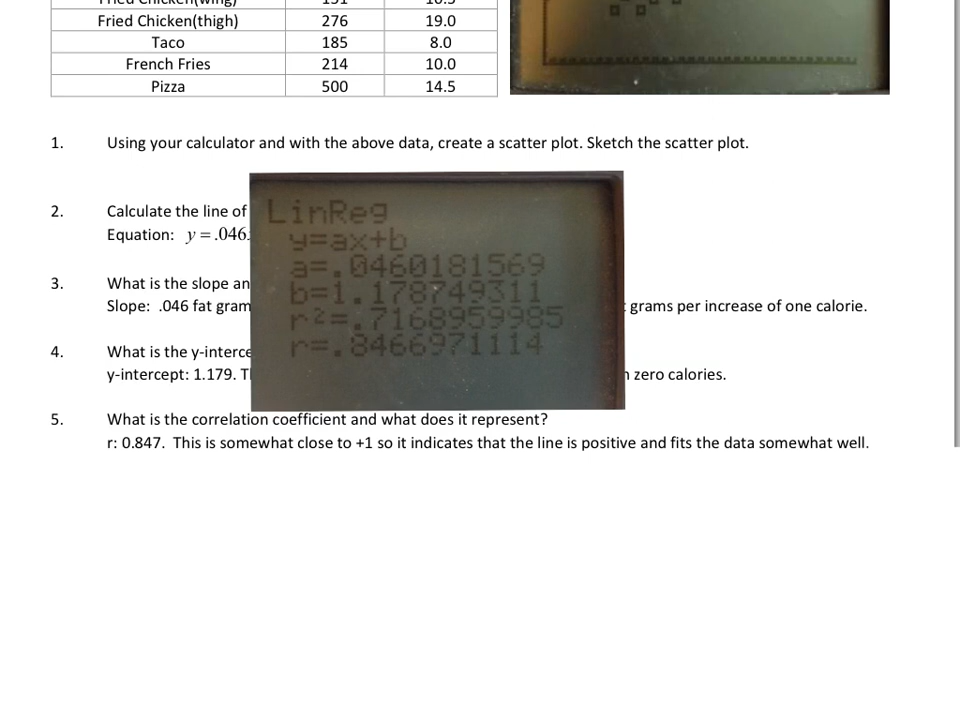 Fried Chicken(thigh) 276 19.0
Taco 185 8.0
French Fries 214 10.0
Pizza 500 14.5
1. Using your calculator and with the above data, create a scatter plot. Sketch the scatter plot.
2. Calculate the line of
Equation: y = .046
3. What is the slope an
Slope: .046 fat gram
grams per increase of one calorie.
4. What is the y-interce
y-intercept: 1.179.
zero calories.
LinReg
y=ax+b
a=.0460181569
b=1.178749311
r²=.7168959985
r=.8466971114
5. What is the correlation coefficient and what does it represent?
r: 0.847. This is somewhat close to +1 so it indicates that the line is positive and fits the data somewhat well.